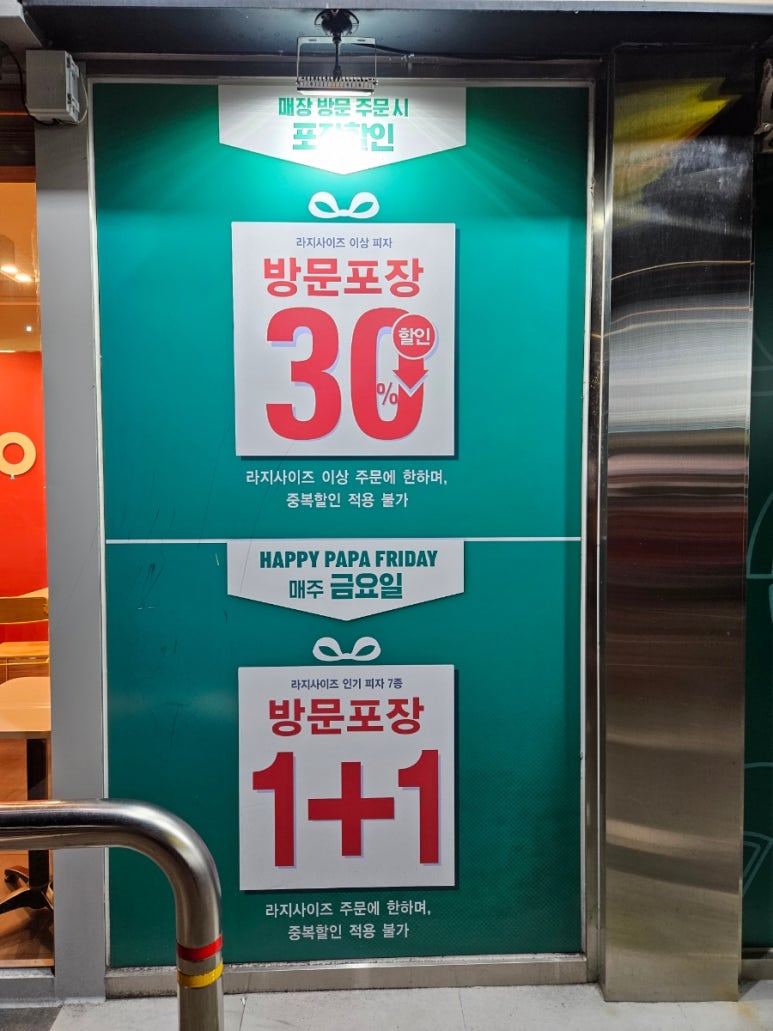 매장 방문 주문 시
포장할인
라지사이즈 이상 피자
방문포장
30%
할인
라지사이즈 이상 주문에 한하며,
중복할인 적용 불가
HAPPY PAPA FRIDAY
매주 금요일
라지사이즈 인기 피자 7종
방문포장
1+1
라지사이즈 주문에 한하며,
중복할인 적용 불가